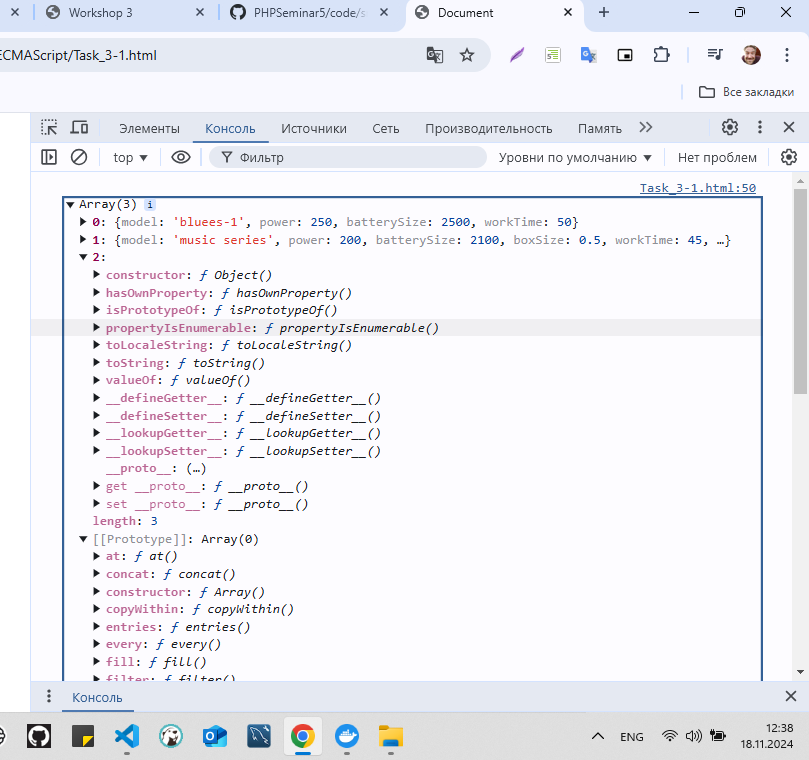 Workshop 3
PHPSeminar5/code/s
Document
ECMAScript/Task_3-1.html
Все закладки
Элементы Консоль Источники Сеть Производительность Память
top Фильтр Уровни по умолчанию Нет проблем
Task_3-1.html:50
Array(3) i
0: {model: 'bluees-1', power: 250, batterySize: 2500, workTime: 50}
1: {model: 'music series', power: 200, batterySize: 2100, boxSize: 0.5, workTime: 45, …}
2:
constructor: ƒ Object()
hasOwnProperty: ƒ hasOwnProperty()
isPrototypeOf: ƒ isPrototypeOf()
propertyIsEnumerable: ƒ propertyIsEnumerable()
toLocaleString: ƒ toLocaleString()
toString: ƒ toString()
valueOf: ƒ valueOf()
__defineGetter__: ƒ __defineGetter__()
__defineSetter__: ƒ __defineSetter__()
__lookupGetter__: ƒ __lookupGetter__()
__lookupSetter__: ƒ __lookupSetter__()
__proto__: (…)
get __proto__: ƒ __proto__()
set __proto__: ƒ __proto__()
length: 3
[[Prototype]]: Array(0)
at: ƒ at()
concat: ƒ concat()
constructor: ƒ Array()
copyWithin: ƒ copyWithin()
entries: ƒ entries()
every: ƒ every()
fill: ƒ fill()
filter: ƒ filter()
Консоль
ENG
12:38
18.11.2024